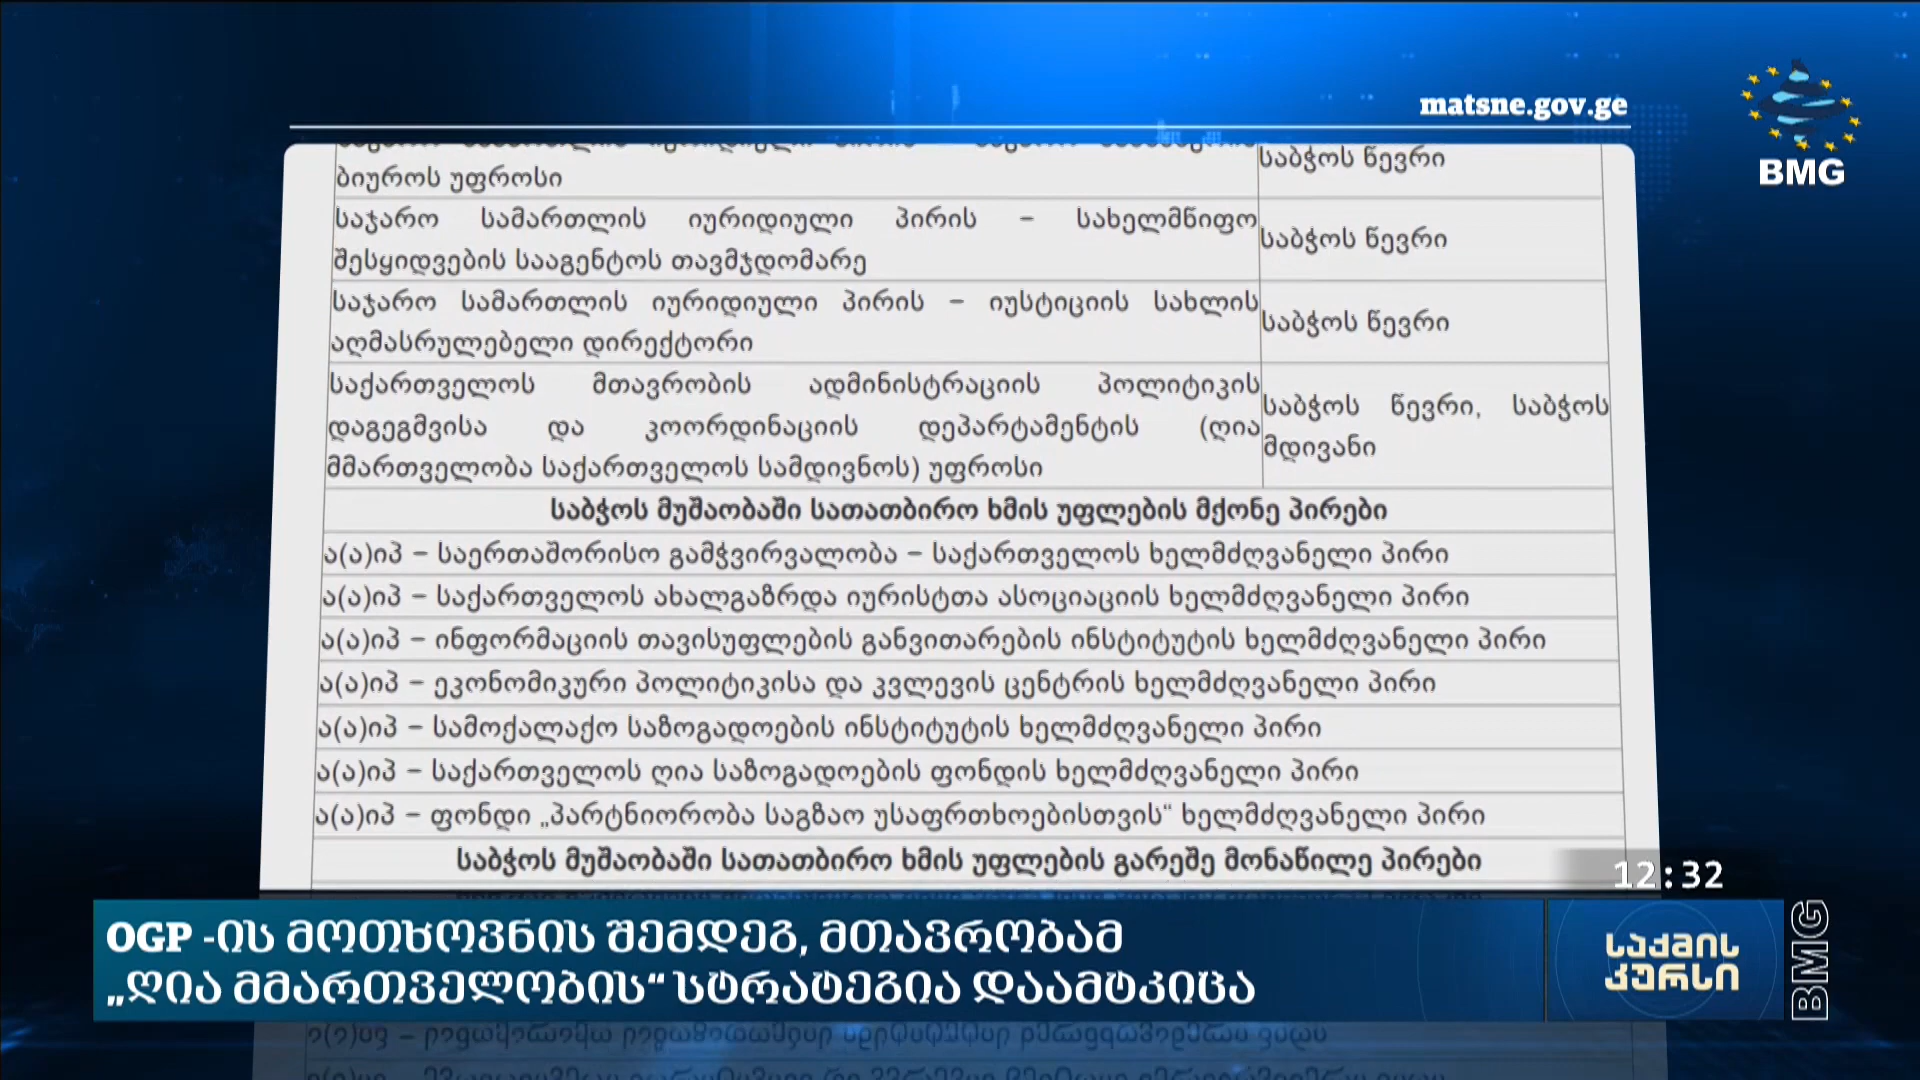 matsne.gov.ge
BMG
ბიუროს უფროსი
საბჭოს წევრი
საჯარო სამართლის იურიდიული პირის – სახელმწიფო
შესყიდვების სააგენტოს თავმჯდომარე
საბჭოს წევრი
საჯარო სამართლის იურიდიული პირის – იუსტიციის სახლის
აღმასრულებელი დირექტორი
საბჭოს წევრი
საქართველოს მთავრობის ადმინისტრაციის პოლიტიკის
დაგეგმვისა და კოორდინაციის დეპარტამენტის (ღია
მმართველობა საქართველოს სამდივნოს) უფროსი
საბჭოს წევრი, საბჭოს
მდივანი
საბჭოს მუშაობაში სათათბირო ხმის უფლების მქონე პირები
ა(ა)იპ – საერთაშორისო გამჭვირვალობა – საქართველოს ხელმძღვანელი პირი
ა(ა)იპ – საქართველოს ახალგაზრდა იურისტთა ასოციაციის ხელმძღვანელი პირი
ა(ა)იპ – ინფორმაციის თავისუფლების განვითარების ინსტიტუტის ხელმძღვანელი პირი
ა(ა)იპ – ეკონომიკური პოლიტიკისა და კვლევის ცენტრის ხელმძღვანელი პირი
ა(ა)იპ – სამოქალაქო საზოგადოების ინსტიტუტის ხელმძღვანელი პირი
ა(ა)იპ – საქართველოს ღია საზოგადოების ფონდის ხელმძღვანელი პირი
ა(ა)იპ – ფონდი „პარტნიორობა საგზაო უსაფრთხოებისთვის“ ხელმძღვანელი პირი
საბჭოს მუშაობაში სათათბირო ხმის უფლების გარეშე მონაწილე პირები
12:32
OGP -ის მოთხოვნის შემდეგ, მთავრობამ
„ღია მმართველობის“ სტრატეგია დაამტკიცა
საქმის
კურსი
BMG